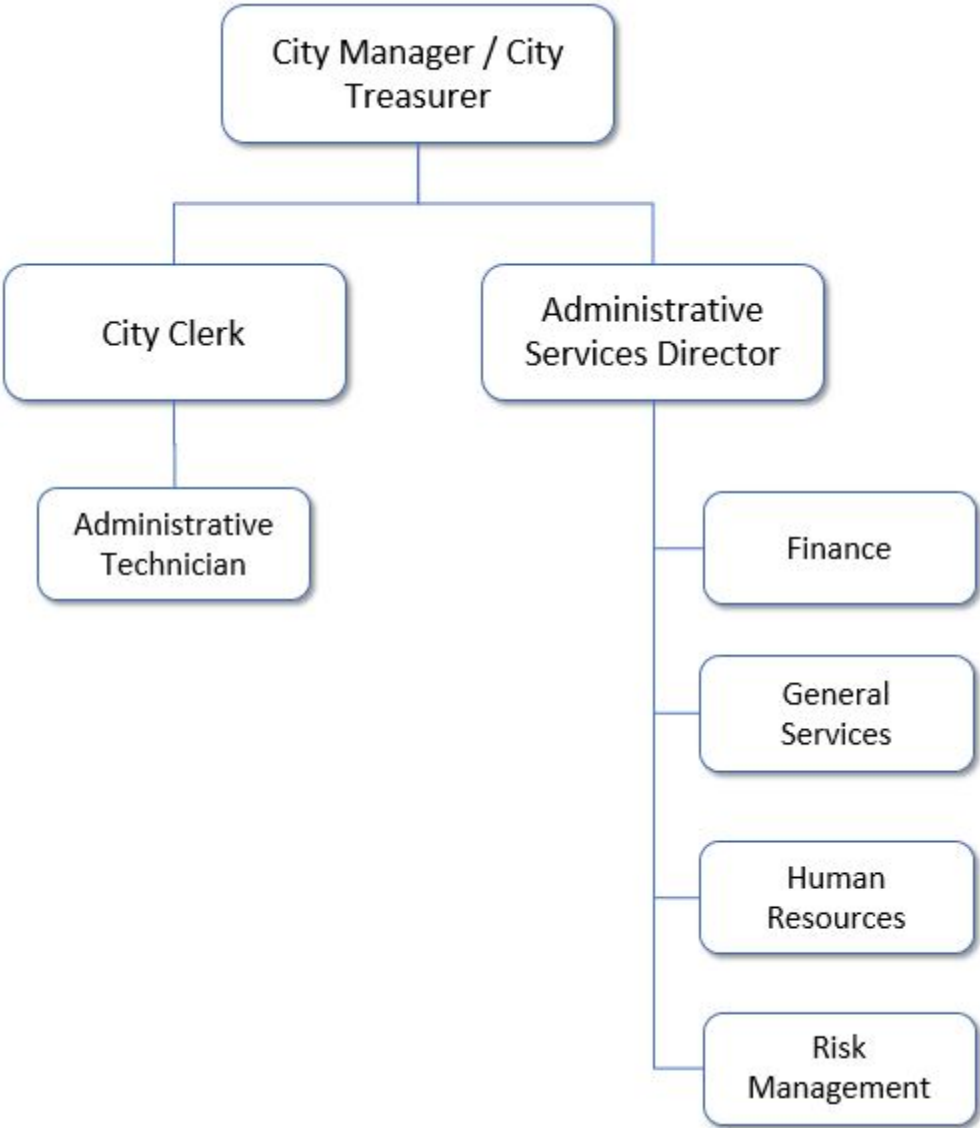 City Manager / City
Treasurer
City Clerk
Administrative
Services Director
Administrative
Technician
Finance
General
Services
Human
Resources
Risk
Management